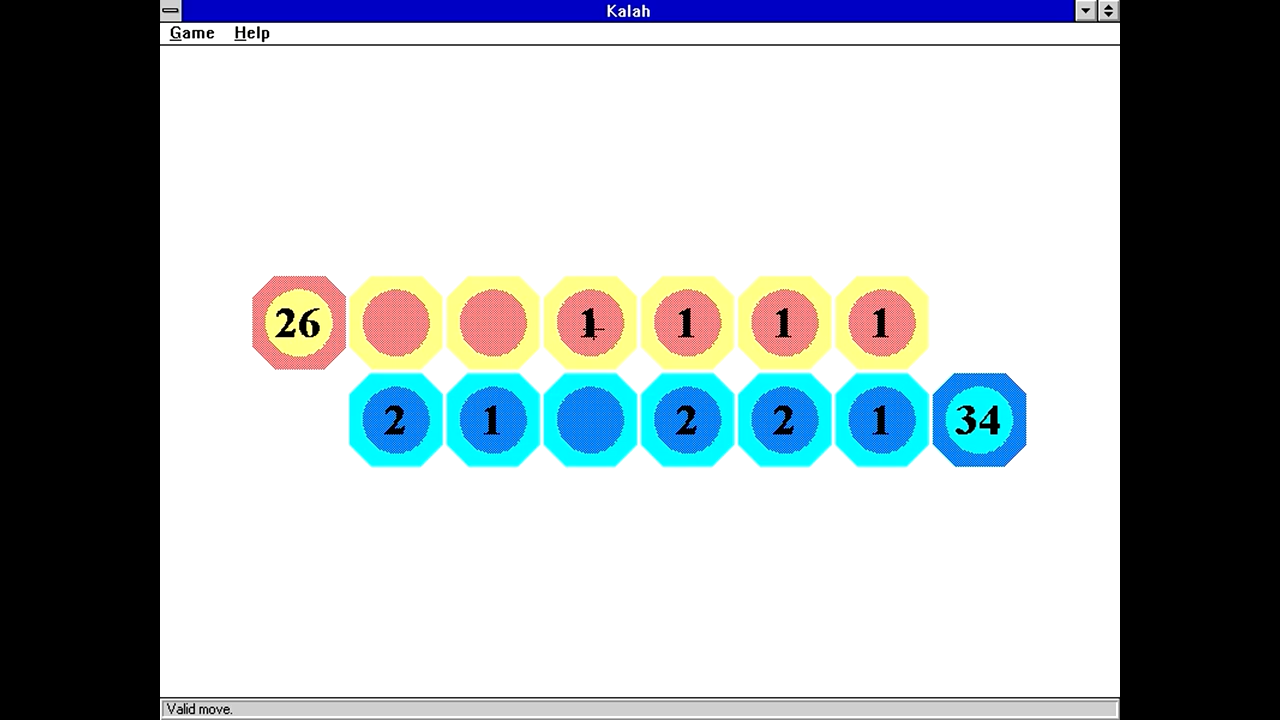 Kalah
Game Help
26 1 1 1 1
2 1 2 2 1 34
Valid move.